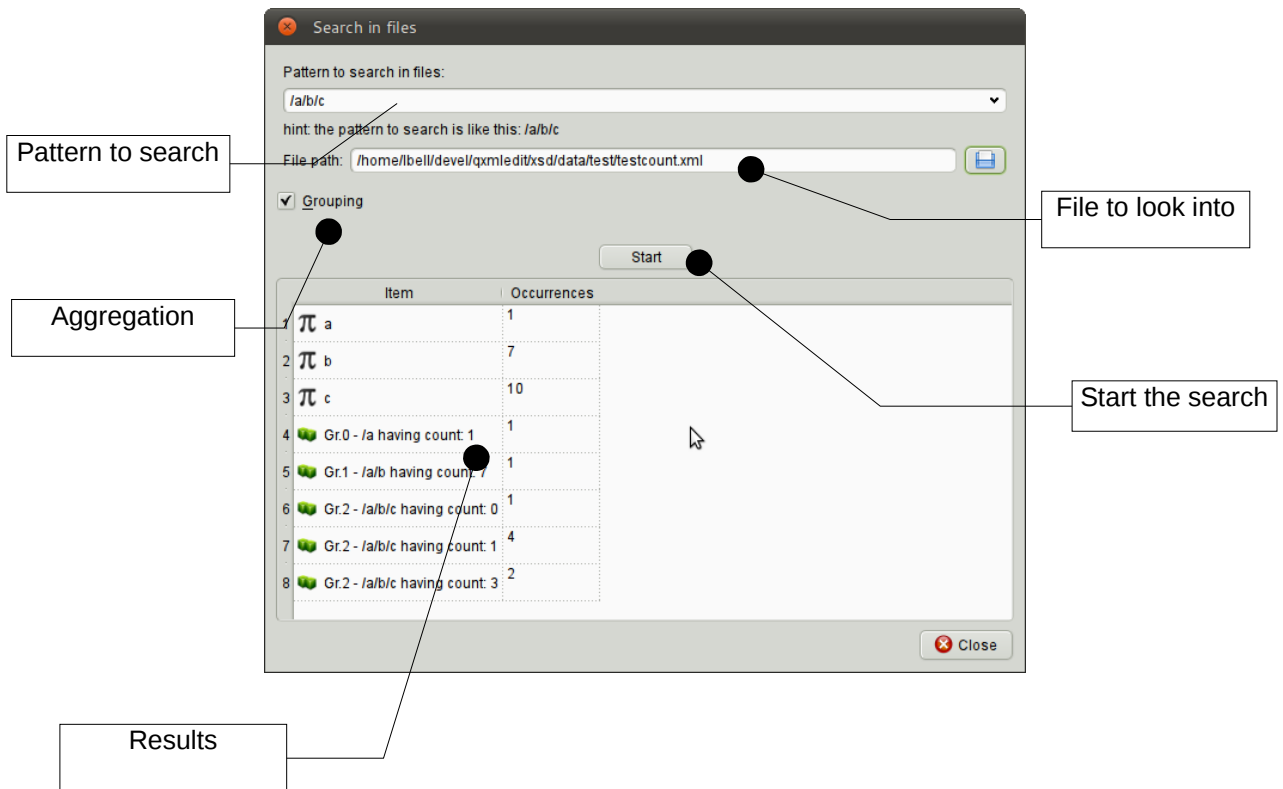 Search in files
Pattern to search in files:
/a/b/c
hint: the pattern to search is like this: /a/b/c
Pattern to search
File path: /home/lbell/devel/qxmledit/xsd/data/test/testcount.xml
Grouping
File to look into
Start
Item Occurrences
Aggregation
1 π a 1
2 π b 7
3 π c 10
Start the search
4 Gr.0 - /a having count: 1 1
5 Gr.1 - /a/b having count: 7 1
6 Gr.2 - /a/b/c having count: 0 1
7 Gr.2 - /a/b/c having count: 1 4
8 Gr.2 - /a/b/c having count: 3 2
Close
Results